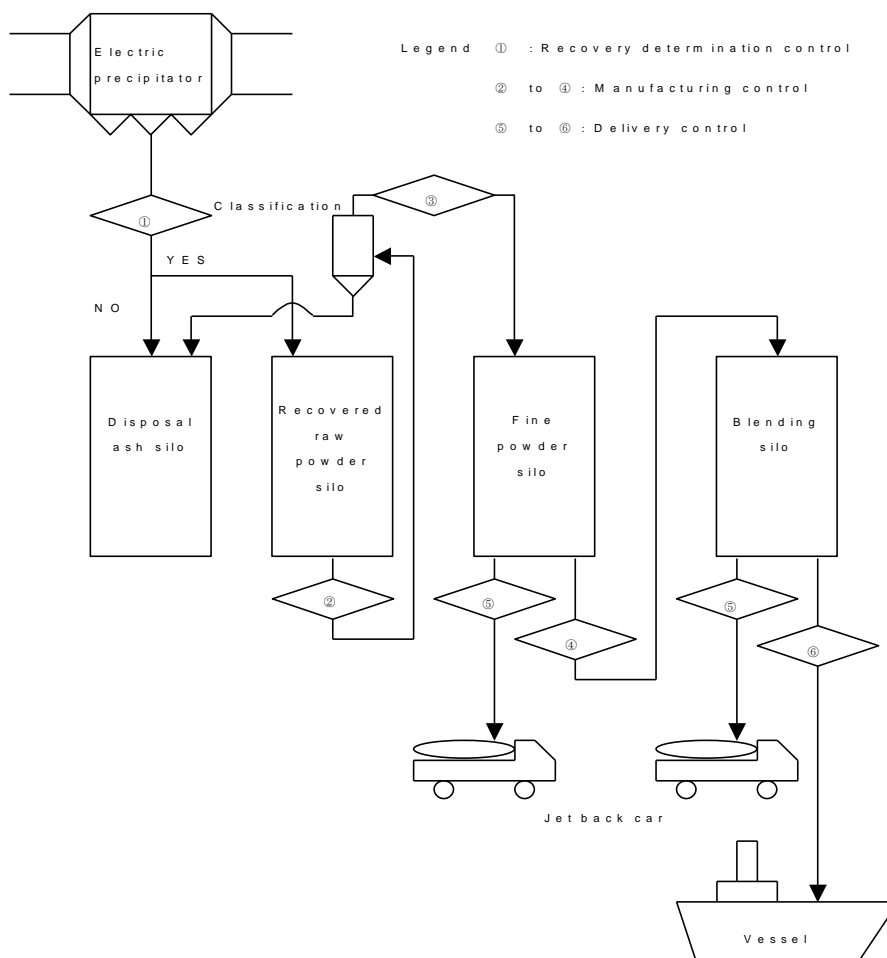 Electric
precipitator
Legend ① : Recovery determination control
② to ④ : Manufacturing control
⑤ to ⑥ : Delivery control
①
Classification
③
YES
NO
Disposal
ash silo
Recovered
raw
powder
silo
Fine
powder
silo
Blending
silo
②
⑤
④
⑤
⑥
Jet back car
Vessel